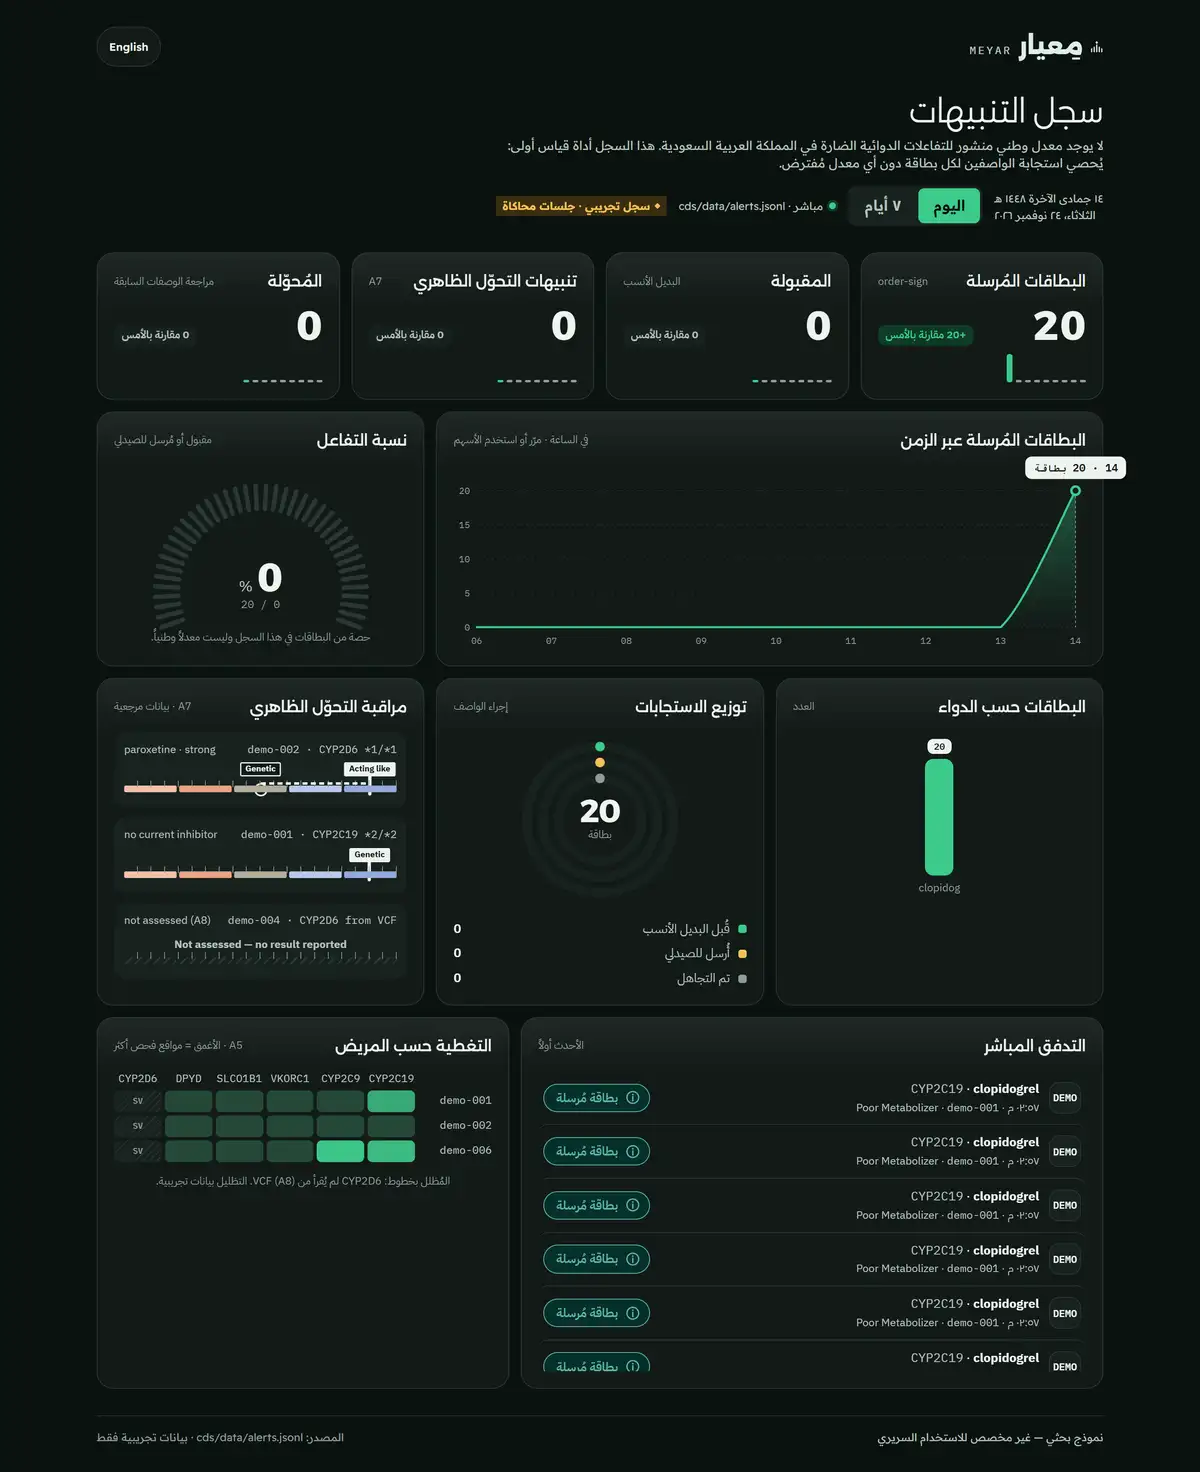 مِعيار MEYAR
English
سجل التنبيهات
لا يوجد معدل وطني منشور للتفاعلات الدوائية الضارة في المملكة العربية السعودية. هذا السجل أداة قياس أولى:
يُحصي استجابة الواصفين لكل بطاقة دون أي معدل مُفترض.
١٤ جمادى الآخرة ١٤٤٨ هـ
الثلاثاء، ٢٤ نوفمبر ٢٠٢٦
اليوم
٧ أيام
مباشر · cds/data/alerts.jsonl
سجل تجريبي · جلسات محاكاة
البطاقات المُرسلة
order-sign
20
+20 مقارنة بالأمس
المقبولة
البديل الأنسب
0
0 مقارنة بالأمس
تنبيهات التحوّل الظاهري
A7
0
0 مقارنة بالأمس
المُحوّلة
مراجعة الوصفات السابقة
0
0 مقارنة بالأمس
البطاقات المُرسلة عبر الزمن
في الساعة · مرّر أو استخدم الأسهم
14 · 20 بطاقة
20
15
10
5
0
06 07 08 09 10 11 12 13 14
نسبة التفاعل
مقبول أو مُرسل للصيدلي
0 %
0 / 20
حصة من البطاقات في هذا السجل وليست معدلاً وطنياً.
البطاقات حسب الدواء
العدد
20
clopidog
توزيع الاستجابات
إجراء الواصف
20
بطاقة
قُبل البديل الأنسب 0
أُرسل للصيدلي 0
تم التجاهل 0
مراقبة التحوّل الظاهري
A7 · بيانات مرجعية
paroxetine · strong demo-002 · CYP2D6 *1/*1
Genetic Acting like
no current inhibitor demo-001 · CYP2C19 *2/*2
Genetic
not assessed (A8) demo-004 · CYP2D6 from VCF
Not assessed — no result reported
التدفق المباشر
الأحدث أولاً
DEMO
CYP2C19 · clopidogrel
Poor Metabolizer · demo-001 · ٠٢:٥٧ م
بطاقة مُرسلة
DEMO
CYP2C19 · clopidogrel
Poor Metabolizer · demo-001 · ٠٢:٥٧ م
بطاقة مُرسلة
DEMO
CYP2C19 · clopidogrel
Poor Metabolizer · demo-001 · ٠٢:٥٧ م
بطاقة مُرسلة
DEMO
CYP2C19 · clopidogrel
Poor Metabolizer · demo-001 · ٠٢:٥٧ م
بطاقة مُرسلة
DEMO
CYP2C19 · clopidogrel
Poor Metabolizer · demo-001 · ٠٢:٥٧ م
بطاقة مُرسلة
DEMO
CYP2C19 · clopidogrel
بطاقة مُرسلة
التغطية حسب المريض
A5 · الأغمق = مواقع فحص أكثر
CYP2D6 DPYD SLCO1B1 VKORC1 CYP2C9 CYP2C19
SV demo-001
SV demo-002
SV demo-006
المُظلل بخطوط: CYP2D6 لم يُقرأ من VCF (A8). التظليل بيانات تجريبية.
نموذج بحثي — غير مخصص للاستخدام السريري
المصدر: cds/data/alerts.jsonl · بيانات تجريبية فقط